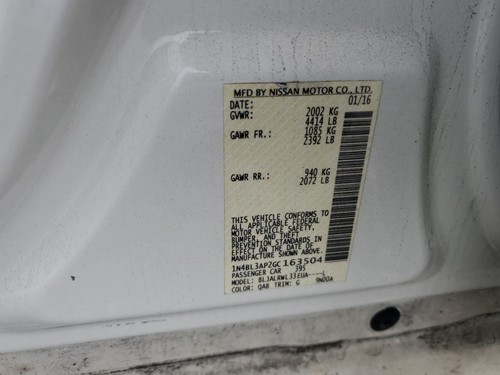 MFD BY NISSAN MOTOR CO., LTD.
DATE: 01/16
GVWR: 2002 KG
4414 LB
GAWR FR.: 1085 KG
2392 LB
GAWR RR.: 940 KG
2072 LB
THIS VEHICLE CONFORMS TO
ALL APPLICABLE FEDERAL
MOTOR VEHICLE SAFETY,
BUMPER, AND THEFT
PREVENTION STANDARDS IN
EFFECT ON THE DATE OF
MANUFACTURE SHOWN ABOVE.
1N4BL3AP2GC163504
PASSENGER CAR 395
MODEL: BL3ALRWL33EUA----L
COLOR: QAB TRIM: G 9N00A